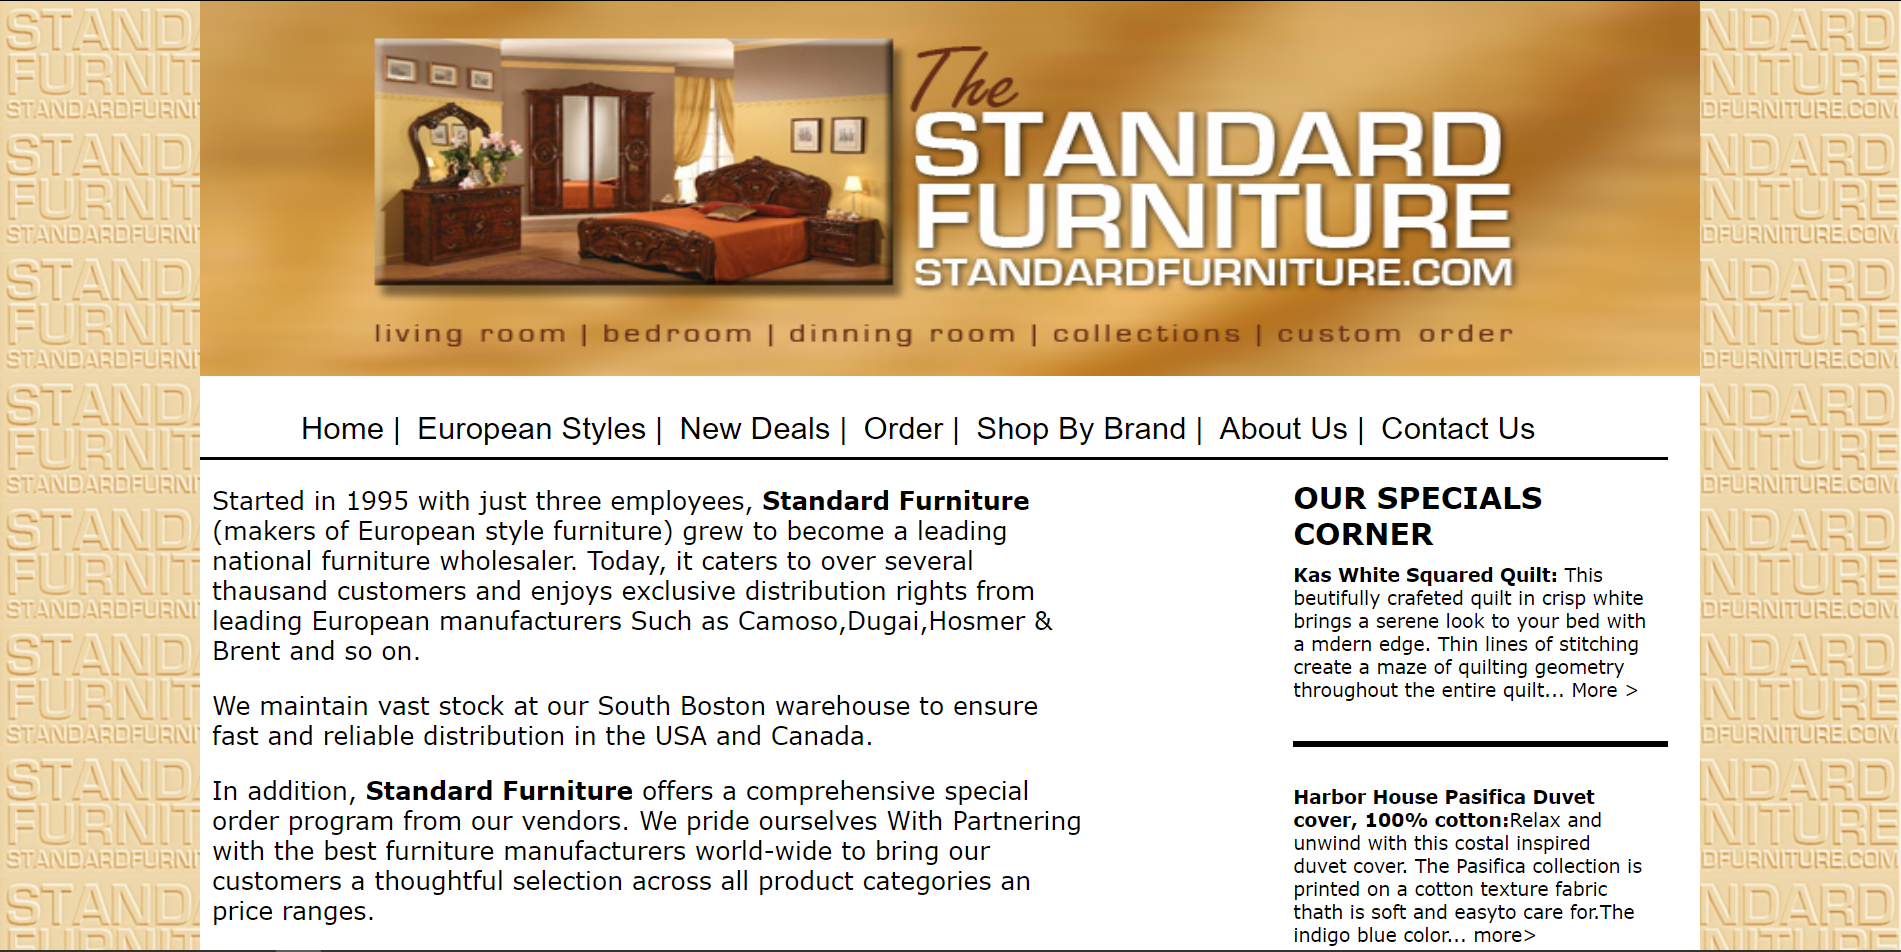 The
STANDARD
FURNITURE
STANDARDFURNITURE.COM
living room | bedroom | dinning room | collections | custom order
Home | European Styles | New Deals | Order | Shop By Brand | About Us | Contact Us
Started in 1995 with just three employees, Standard Furniture
(makers of European style furniture) grew to become a leading
national furniture wholesaler. Today, it caters to over several
thausand customers and enjoys exclusive distribution rights from
leading European manufacturers Such as Camoso,Dugai,Hosmer &
Brent and so on.
We maintain vast stock at our South Boston warehouse to ensure
fast and reliable distribution in the USA and Canada.
In addition, Standard Furniture offers a comprehensive special
order program from our vendors. We pride ourselves With Partnering
with the best furniture manufacturers world-wide to bring our
customers a thoughtful selection across all product categories an
price ranges.
OUR SPECIALS
CORNER
Kas White Squared Quilt: This
beutifully crafeted quilt in crisp white
brings a serene look to your bed with
a mdern edge. Thin lines of stitching
create a maze of quilting geometry
throughout the entire quilt... More >
Harbor House Pasifica Duvet
cover, 100% cotton:Relax and
unwind with this costal inspired
duvet cover. The Pasifica collection is
printed on a cotton texture fabric
thath is soft and easyto care for.The
indigo blue color... more>